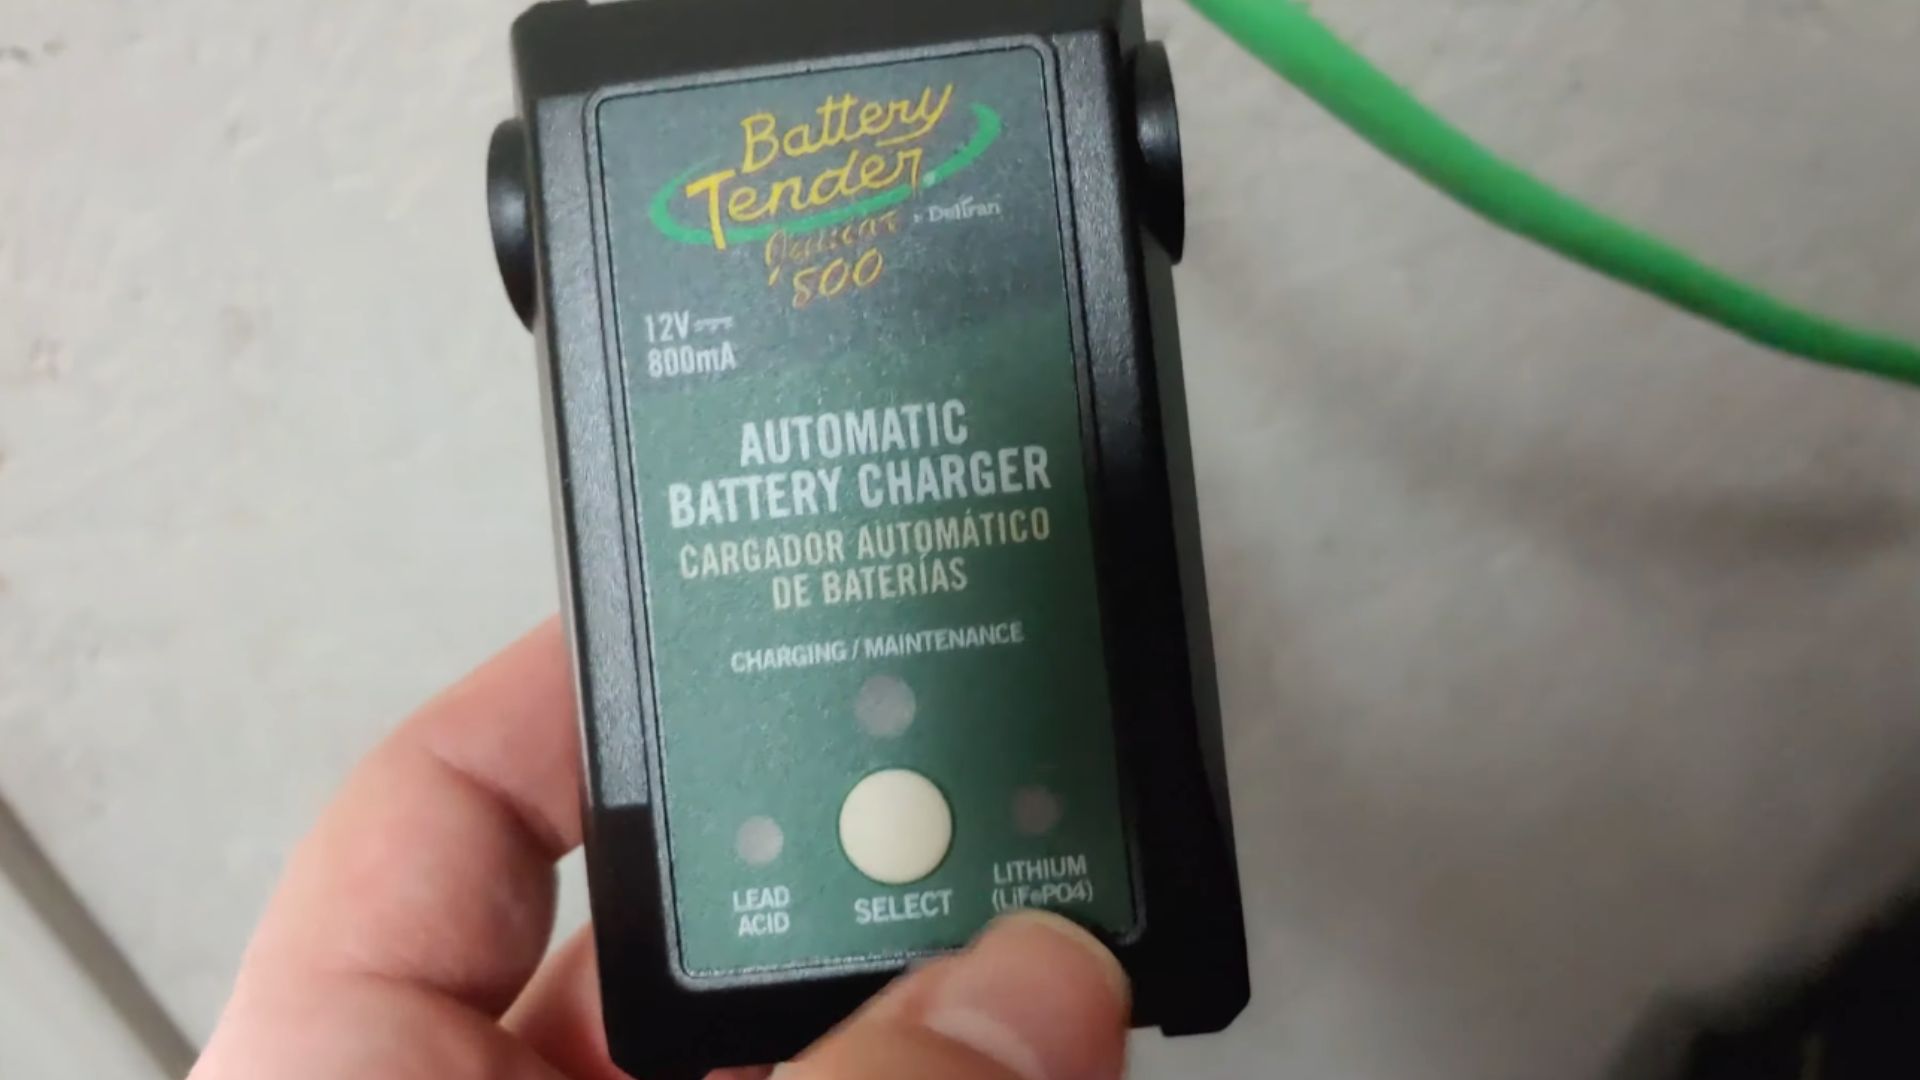 Battery
Tender®
by Deltran
Junior
800
12V
800mA
AUTOMATIC
BATTERY CHARGER
CARGADOR AUTOMÁTICO
DE BATERÍAS
CHARGING / MAINTENANCE
LEAD
ACID
SELECT
LITHIUM
(LiFePO4)